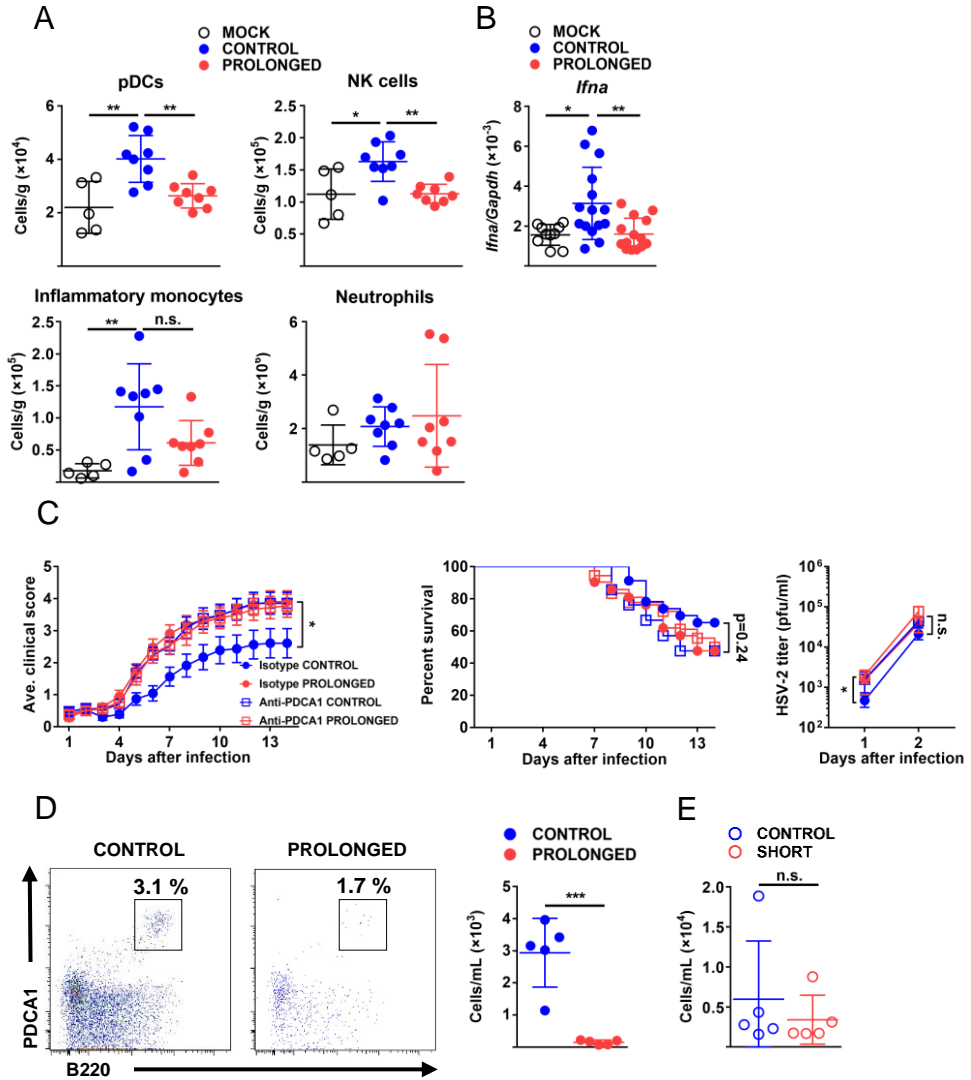 A
MOCK
CONTROL
PROLONGED
pDCs
Cells/g (×10⁴)
6
4
2
** **
NK cells
Cells/g (×10⁵)
2.5
2.0
1.5
1.0
0.5
* **
B
MOCK
CONTROL
PROLONGED
Ifna
Ifna/Gapdh (×10⁻³)
8
6
4
2
* **
Inflammatory monocytes
Cells/g (×10⁵)
2.5
2.0
1.5
1.0
0.5
** n.s.
Neutrophils
6
4
2
C
Ave. clinical score
5
4
3
2
1
0
1 4 7 10 13
Days after infection
*
Isotype CONTROL
Isotype PROLONGED
Anti-PDCA1 CONTROL
Anti-PDCA1 PROLONGED
Percent survival
100
80
60
40
20
0
1 4 7 10 13
Days after infection
p=0.24
HSV-2 titer (pfu/ml)
10⁶
10⁵
10⁴
10³
10²
1 2
Days after infection
*
n.s.
D
CONTROL
3.1 %
PROLONGED
1.7 %
PDCA1
B220
CONTROL
PROLONGED
Cells/mL (×10³)
5
4
3
2
1
***
E
CONTROL
SHORT
Cells/mL (×10⁴)
2.0
1.5
1.0
0.5
n.s.